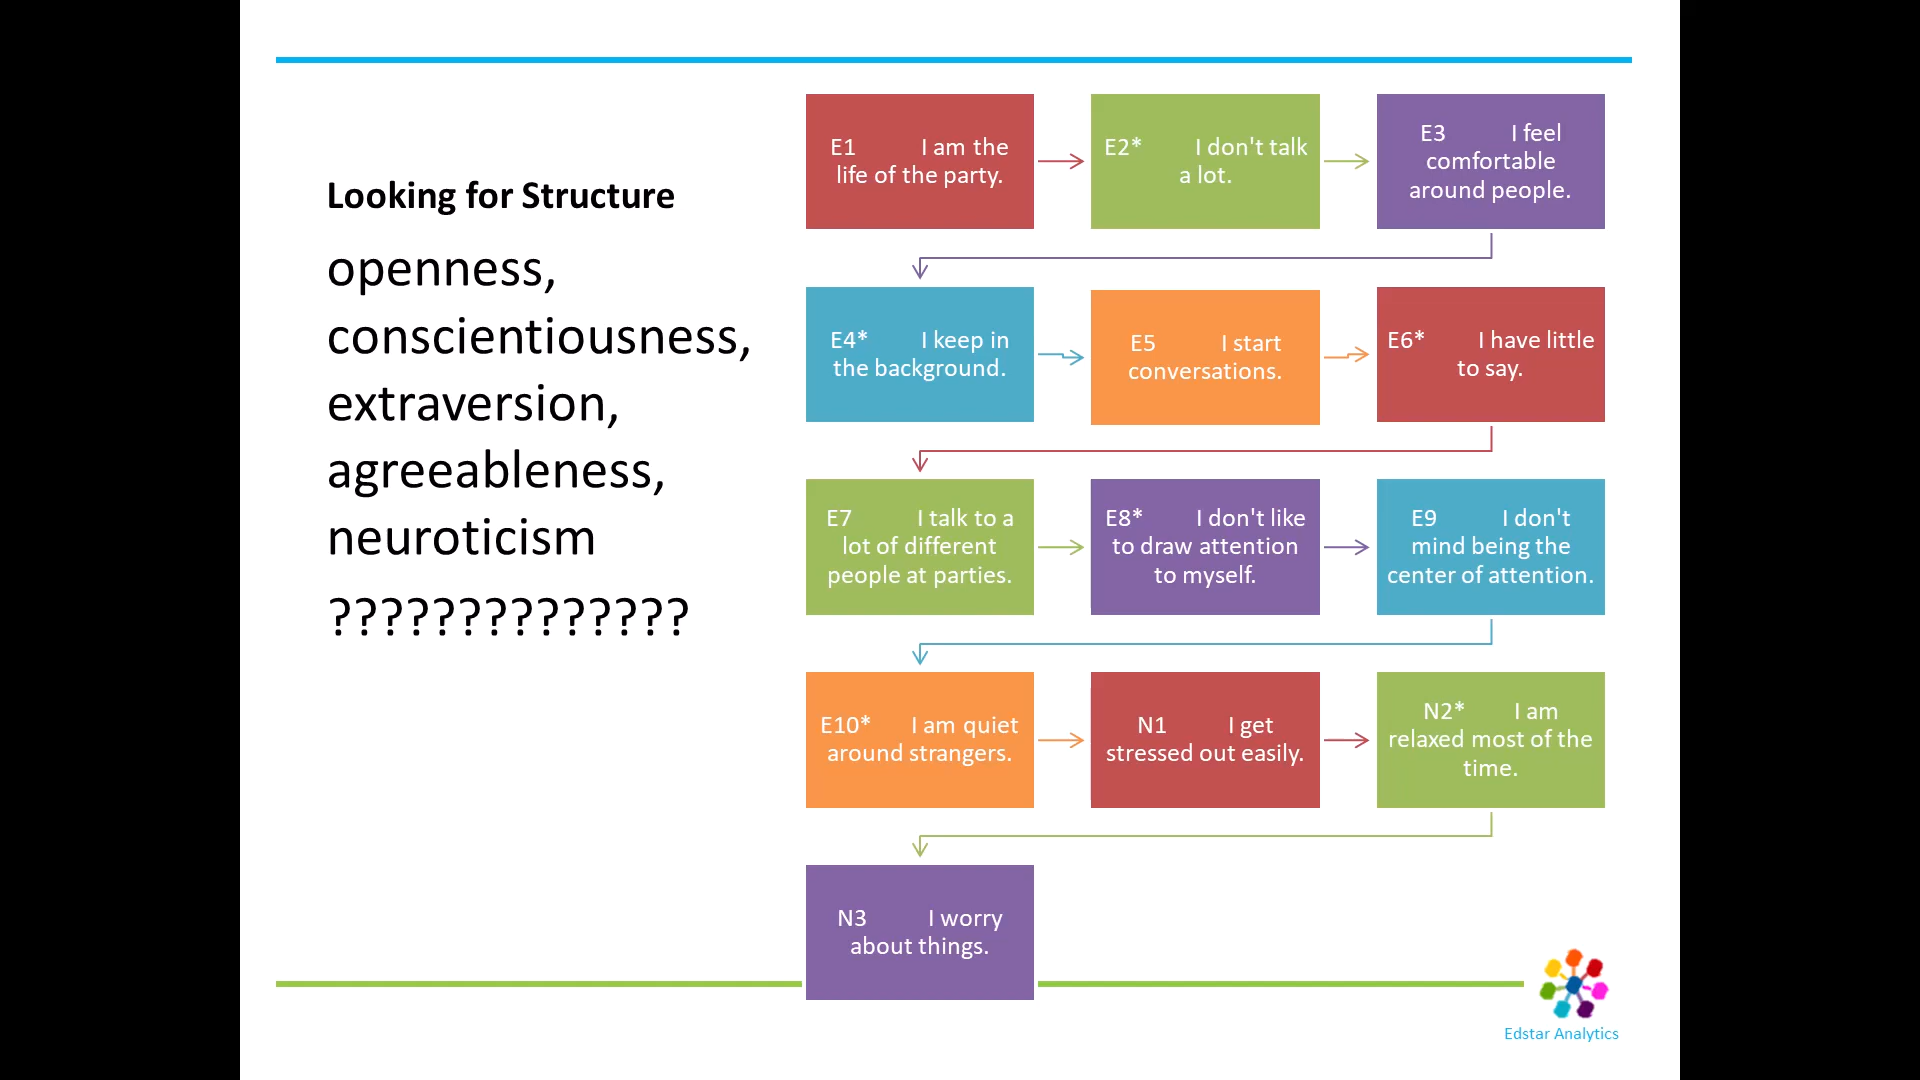 Looking for Structure
openness,
conscientiousness,
extraversion,
agreeableness,
neuroticism
??????????????
E1 I am the
life of the party.
E2* I don't talk
a lot.
E3 I feel
comfortable
around people.
E4* I keep in
the background.
E5 I start
conversations.
E6* I have little
to say.
E7 I talk to a
lot of different
people at parties.
E8* I don't like
to draw attention
to myself.
E9 I don't
mind being the
center of attention.
E10* I am quiet
around strangers.
N1 I get
stressed out easily.
N2* I am
relaxed most of the
time.
N3 I worry
about things.
Edstar Analytics